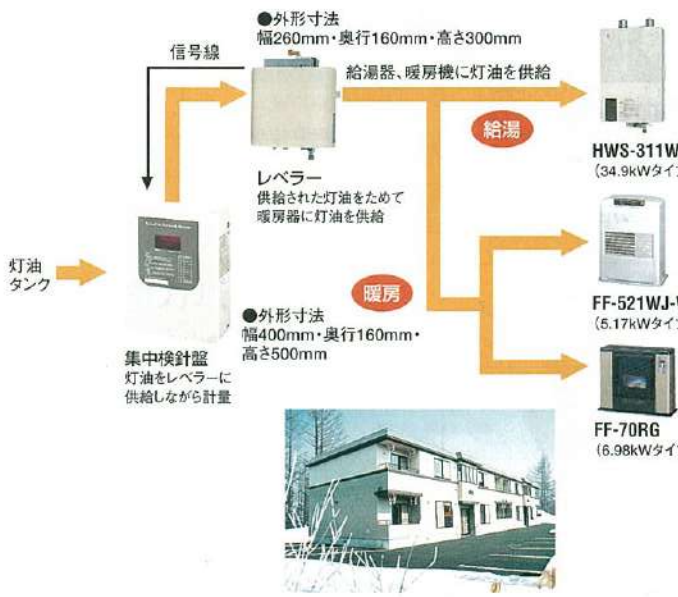 ●外形寸法
幅260mm・奥行160mm・高さ300mm
信号線
給湯器、暖房機に灯油を供給
給湯
HWS-311W
(34.9kWタイ
レベラー
供給された灯油をためて
暖房器に灯油を供給
灯油
タンク
暖房
FF-521WJ-
(5.17kWタイ
●外形寸法
幅400mm・奥行160mm・
高さ500mm
集中検針盤
灯油をレベラーに
供給しながら計量
FF-70RG
(6.98kWタイ